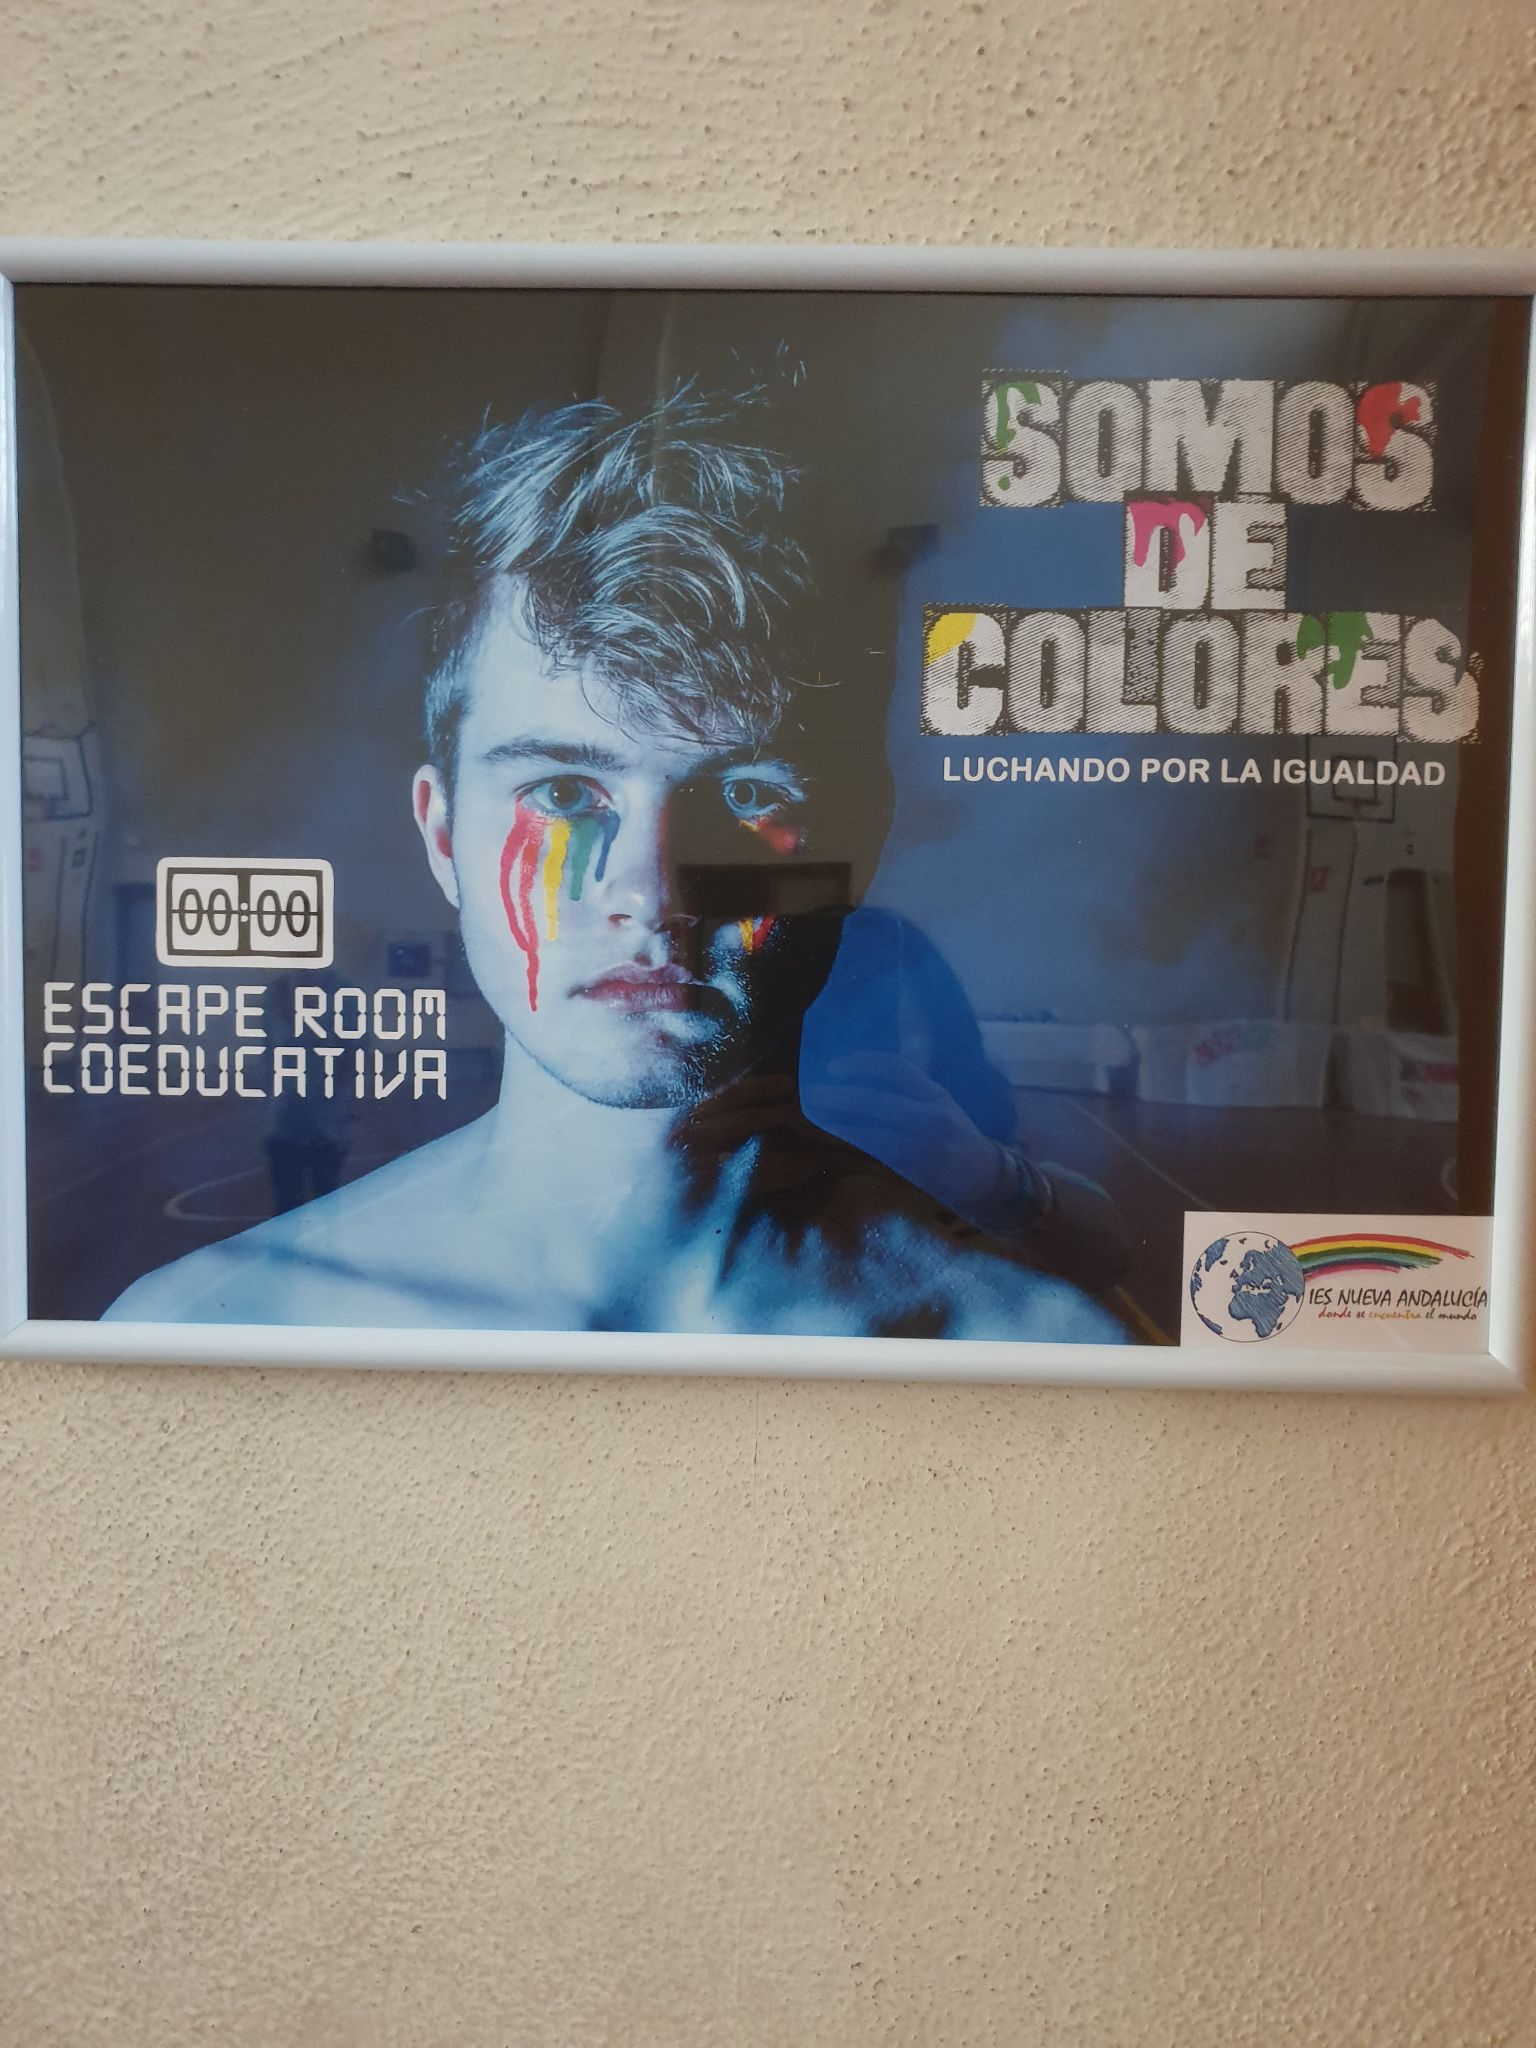 SOMOS
DE
COLORES
LUCHANDO POR LA IGUALDAD
00:00
ESCAPE ROOM
COEDUCATIVA
IES NUEVA ANDALUCÍA
donde se encuentra el mundo